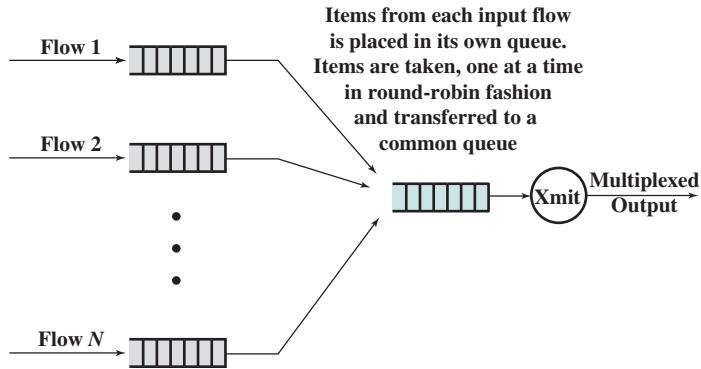 Items from each input flow
is placed in its own queue.
Items are taken, one at a time
in round-robin fashion
and transferred to a
common queue
Flow 1
Flow 2
Flow N
Xmit
Multiplexed
Output